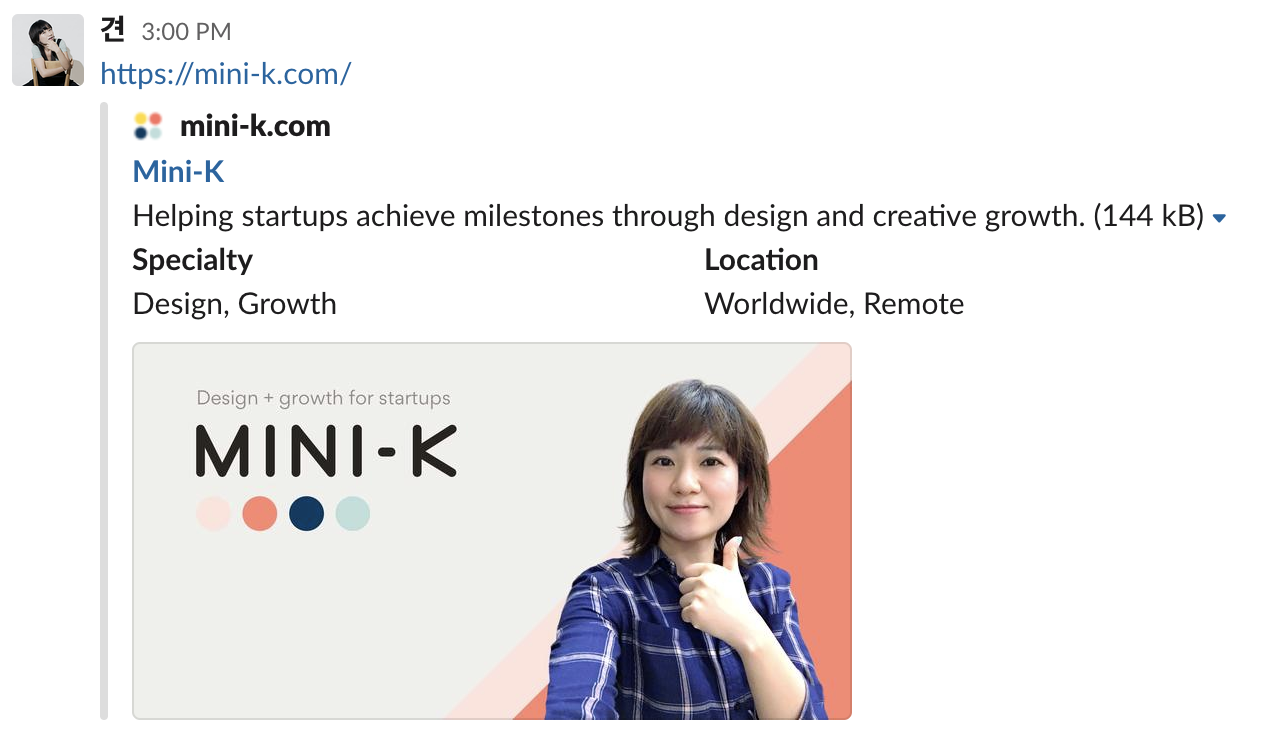 견 3:00 PM
https://mini-k.com/
mini-k.com
Mini-K
Helping startups achieve milestones through design and creative growth. (144 kB)
Specialty
Location
Design, Growth
Worldwide, Remote
Design + growth for startups
MINI-K